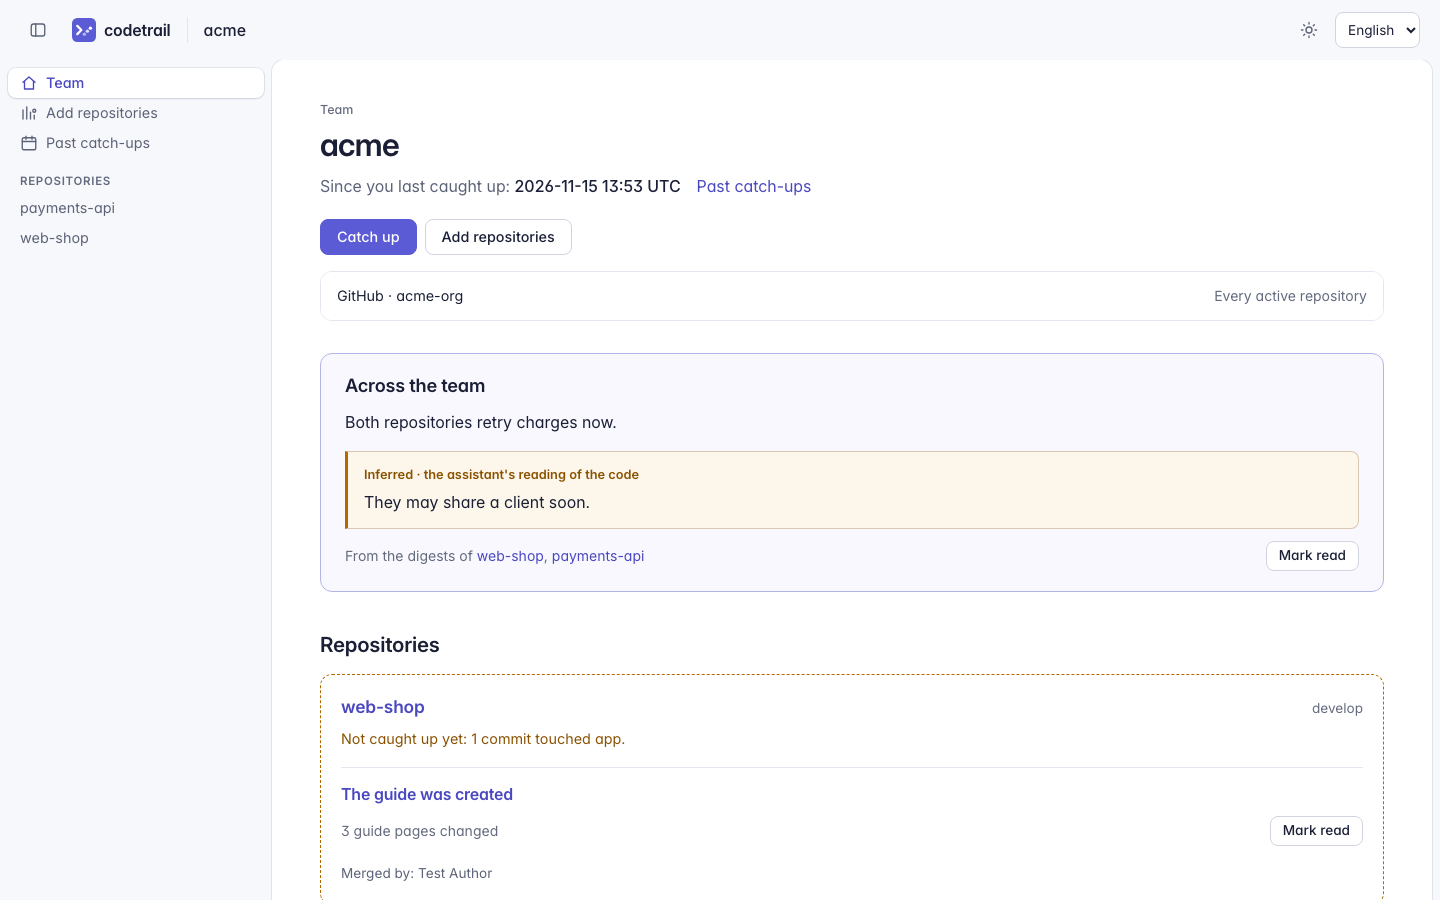 codetrail
acme
English
Team
Add repositories
Past catch-ups
REPOSITORIES
payments-api
web-shop
Team
acme
Since you last caught up: 2026-11-15 13:53 UTC Past catch-ups
Catch up
Add repositories
GitHub · acme-org
Every active repository
Across the team
Both repositories retry charges now.
Inferred · the assistant's reading of the code
They may share a client soon.
From the digests of web-shop, payments-api
Mark read
Repositories
web-shop
develop
Not caught up yet: 1 commit touched app.
The guide was created
3 guide pages changed
Mark read
Merged by: Test Author